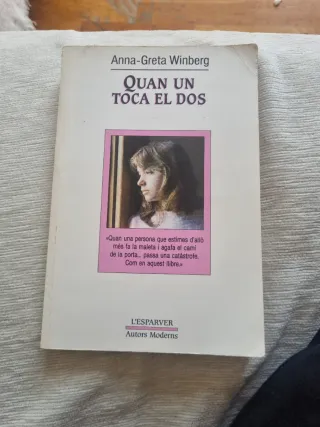 Anna-Greta Winberg
QUAN UN
TOCA EL DOS
«Quan una persona que estimes d'allò
més fa la maleta i agafa el camí
de la porta... passa una catàstrofe.
Com en aquest llibre.»
L'ESPARVER
Autors Moderns